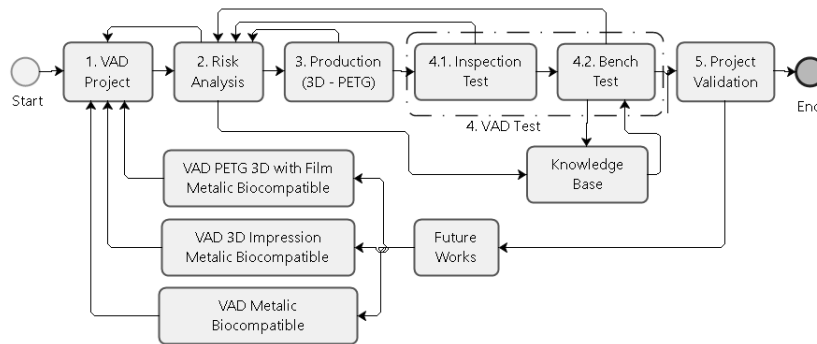 1. VAD
Project
2. Risk
Analysis
3. Production
(3D - PETG)
4.1. Inspection
Test
4.2. Bench
Test
5. Project
Validation
Start
End
4. VAD Test
VAD PETG 3D with Film
Metalic Biocompatible
Knowledge
Base
VAD 3D Impression
Metalic Biocompatible
Future
Works
VAD Metalic
Biocompatible